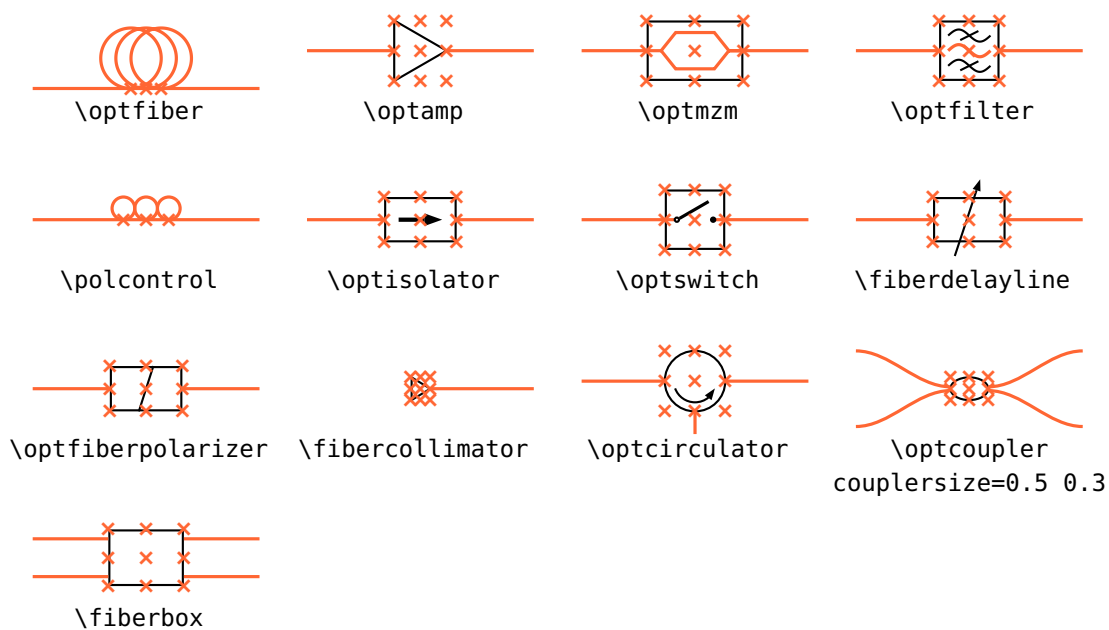 \optfiber
\optamp
\optmzm
\optfilter
\polcontrol
\optisolator
\optswitch
\fiberdelayline
\optfiberpolarizer
\fibercollimator
\optcirculator
\optcoupler
couplersize=0.5 0.3
\fiberbox